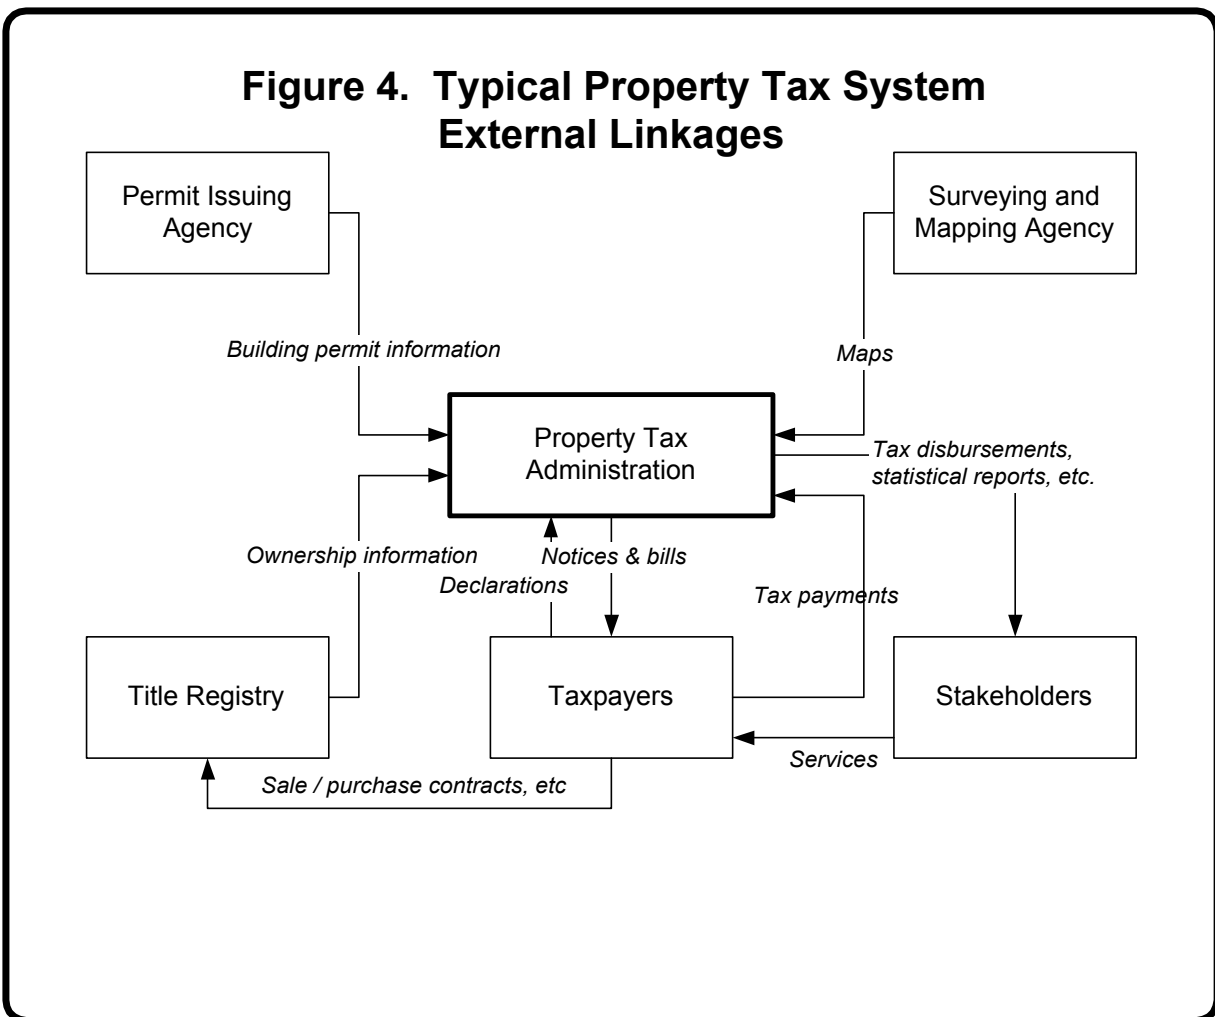 Figure 4.  Typical Property Tax System
External Linkages
Permit Issuing
Agency
Surveying and
Mapping Agency
Building permit information
Maps
Property Tax
Administration
Tax disbursements,
statistical reports, etc.
Ownership information
Notices & bills
Declarations
Tax payments
Title Registry
Taxpayers
Stakeholders
Services
Sale / purchase contracts, etc